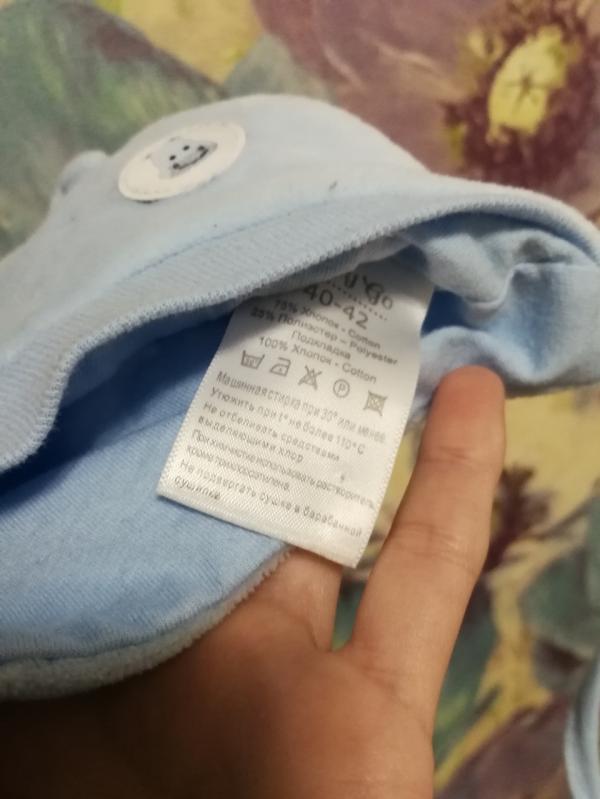 Go
40-42
75% Хлопок - Cotton
25% Полиэстер – Polyester
Подкладка
100% Хлопок - Cotton
P
Машинная стирка при 30° или менее.
Утюжить при t° не более 110°C
Не отбеливать средствами
выделяющими хлор
При химчистке использовать растворитель,
кроме трихлорэтилена.
Не подвергать сушке в барабанной
сушилке